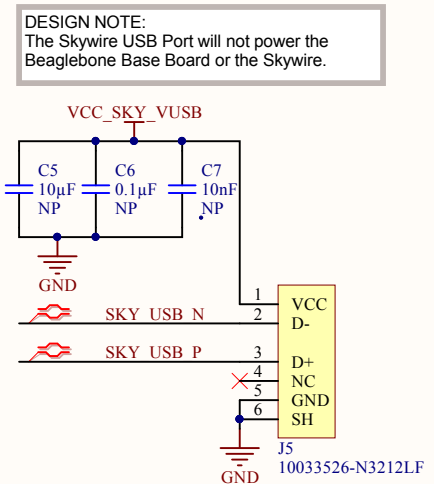 DESIGN NOTE:
The Skywire USB Port will not power the
Beaglebone Base Board or the Skywire.
VCC_SKY_VUSB
C5
10µF
NP
C6
0.1µF
NP
C7
10nF
NP
GND
SKY_USB_N
SKY_USB_P
1
2
3
4
5
6
VCC
D-
D+
NC
GND
SH
GND
J5
10033526-N3212LF